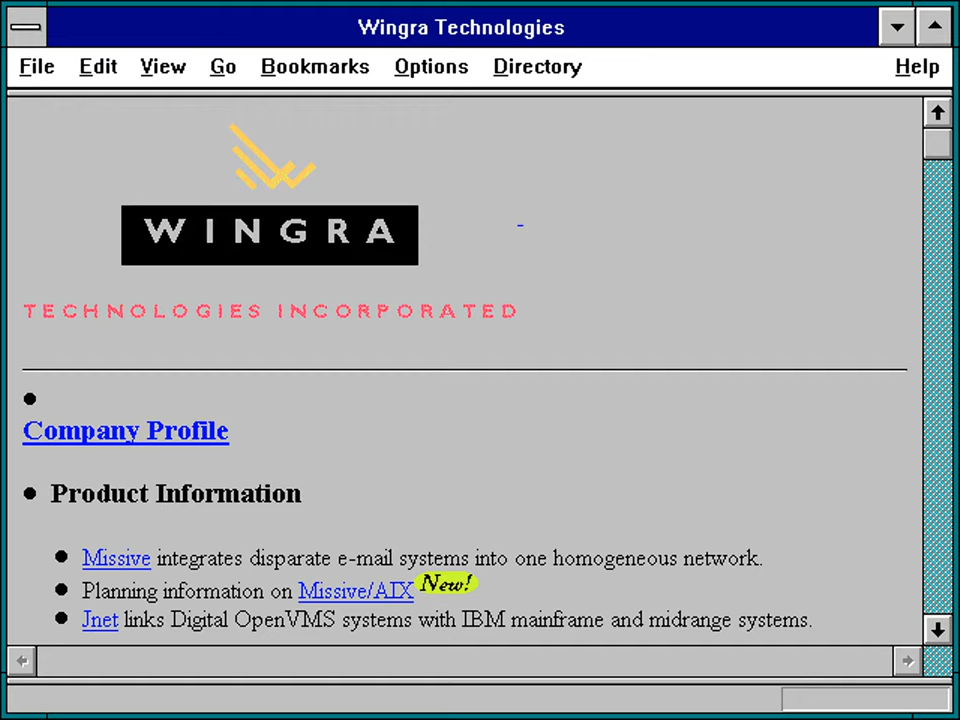 Wingra Technologies
File Edit View Go Bookmarks Options Directory Help
WINGRA
TECHNOLOGIES INCORPORATED
Company Profile
Product Information
Missive integrates disparate e-mail systems into one homogeneous network.
Planning information on Missive/AIX New!
Jnet links Digital OpenVMS systems with IBM mainframe and midrange systems.